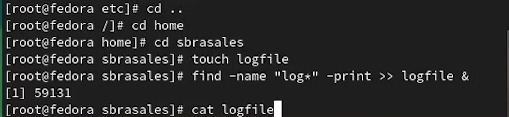 [root@fedora etc]# cd ..
[root@fedora /]# cd home
[root@fedora home]# cd sbrasales
[root@fedora sbrasales]# touch logfile
[root@fedora sbrasales]# find -name "log*" -print >> logfile &
[1] 59131
[root@fedora sbrasales]# cat logfile